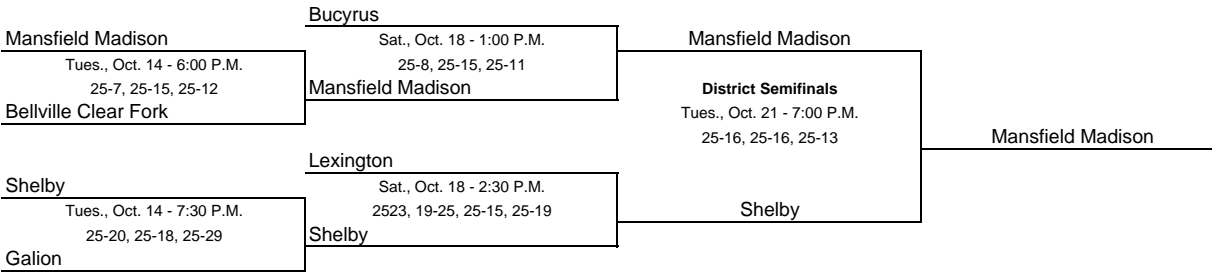 Bucyrus
Mansfield Madison
Sat., Oct. 18 - 1:00 P.M.
Mansfield Madison
Tues., Oct. 14 - 6:00 P.M.
25-8, 25-15, 25-11
25-7, 25-15, 25-12
Mansfield Madison
District Semifinals
Bellville Clear Fork
Tues., Oct. 21 - 7:00 P.M.
25-16, 25-16, 25-13
Mansfield Madison
Lexington
Shelby
Sat., Oct. 18 - 2:30 P.M.
Tues., Oct. 14 - 7:30 P.M.
2523, 19-25, 25-15, 25-19
Shelby
25-20, 25-18, 25-29
Shelby
Galion